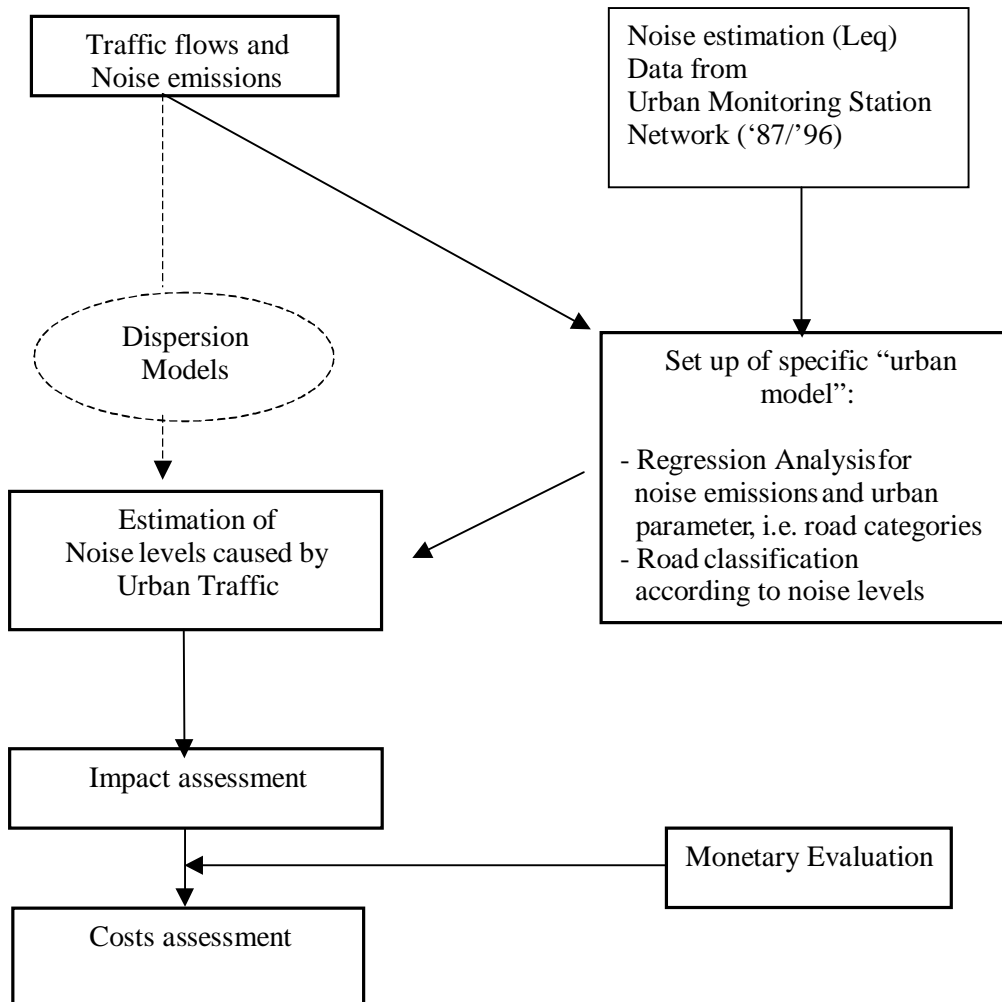 Traffic flows and
Noise emissions
Noise estimation (Leq)
Data from
Urban Monitoring Station
Network (‘87/’96)
Dispersion
Models
Set up of specific “urban
model”:
- Regression Analysis for
noise emissions and urban
parameter, i.e. road categories
- Road classification
according to noise levels
Estimation of
Noise levels caused by
Urban Traffic
Impact assessment
Monetary Evaluation
Costs assessment